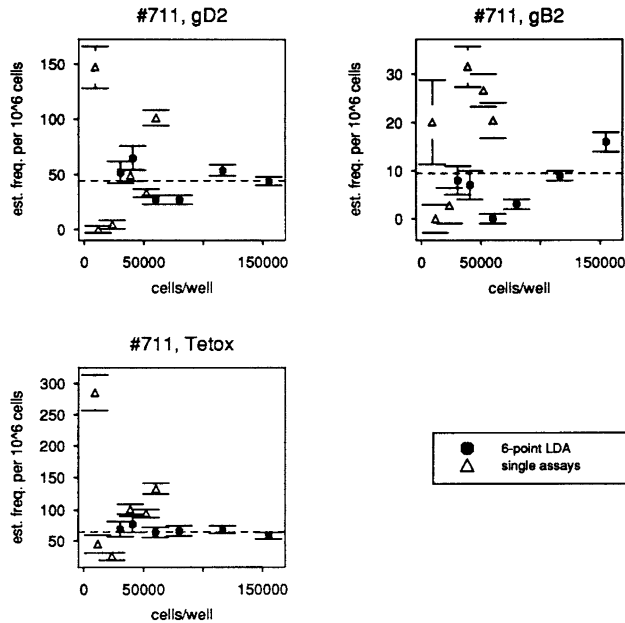 #711, gD2
est. freq. per 10^6 cells
150
100
50
0
0
50000
150000
cells/well
#711, gB2
est. freq. per 10^6 cells
30
20
10
0
0
50000
150000
cells/well
#711, Tetox
est. freq. per 10^6 cells
300
250
200
150
100
50
0
50000
150000
cells/well
6-point LDA
single assays